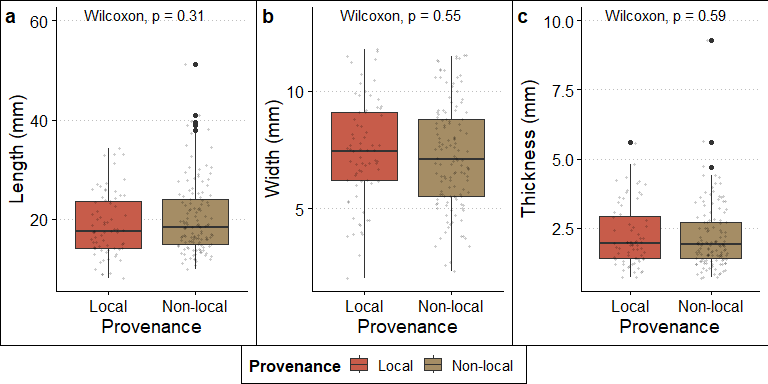 a
Wilcoxon, p = 0.31
60
40
20
Length (mm)
Local
Non-local
Provenance
b
Wilcoxon, p = 0.55
10
5
Width (mm)
Local
Non-local
Provenance
c
Wilcoxon, p = 0.59
10.0
7.5
5.0
2.5
Thickness (mm)
Local
Non-local
Provenance
Provenance Local Non-local